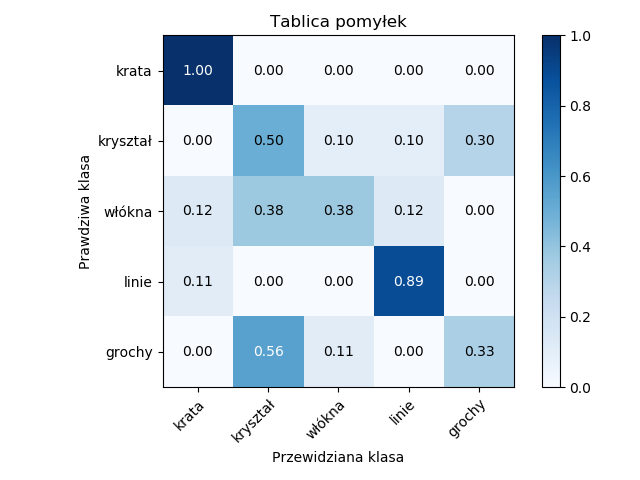 Tablica pomyłek
Prawdziwa klasa
krata 1.00 0.00 0.00 0.00 0.00
kryształ 0.00 0.50 0.10 0.10 0.30
włókna 0.12 0.38 0.38 0.12 0.00
linie 0.11 0.00 0.00 0.89 0.00
grochy 0.00 0.56 0.11 0.00 0.33
krata kryształ włókna linie grochy
Przewidziana klasa
1.0
0.8
0.6
0.4
0.2
0.0